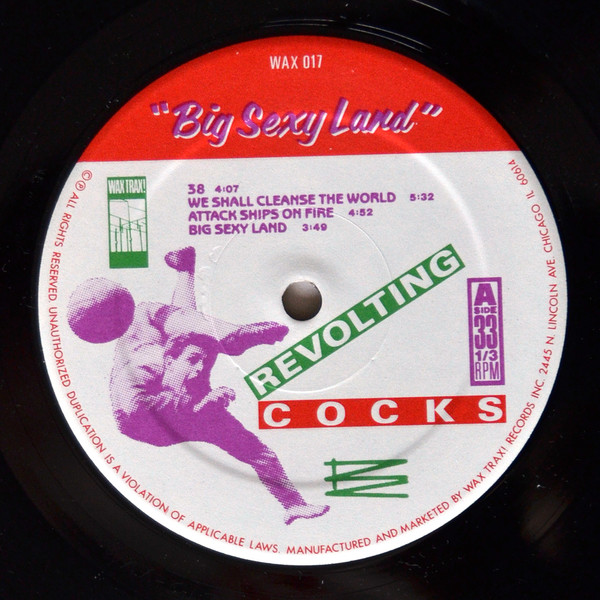 WAX 017
"Big Sexy Land"
WAX TRAX!
38 4:07
WE SHALL CLEANSE THE WORLD 5:32
ATTACK SHIPS ON FIRE 4:52
BIG SEXY LAND 3:49
REVOLTING
COCKS
A
SIDE
33
1/3
RPM
©℗ ALL RIGHTS RESERVED. UNAUTHORIZED DUPLICATION IS A VIOLATION OF APPLICABLE LAWS. MANUFACTURED AND MARKETED BY WAX TRAX! RECORDS INC. 2445 N. LINCOLN AVE. CHICAGO IL 60614